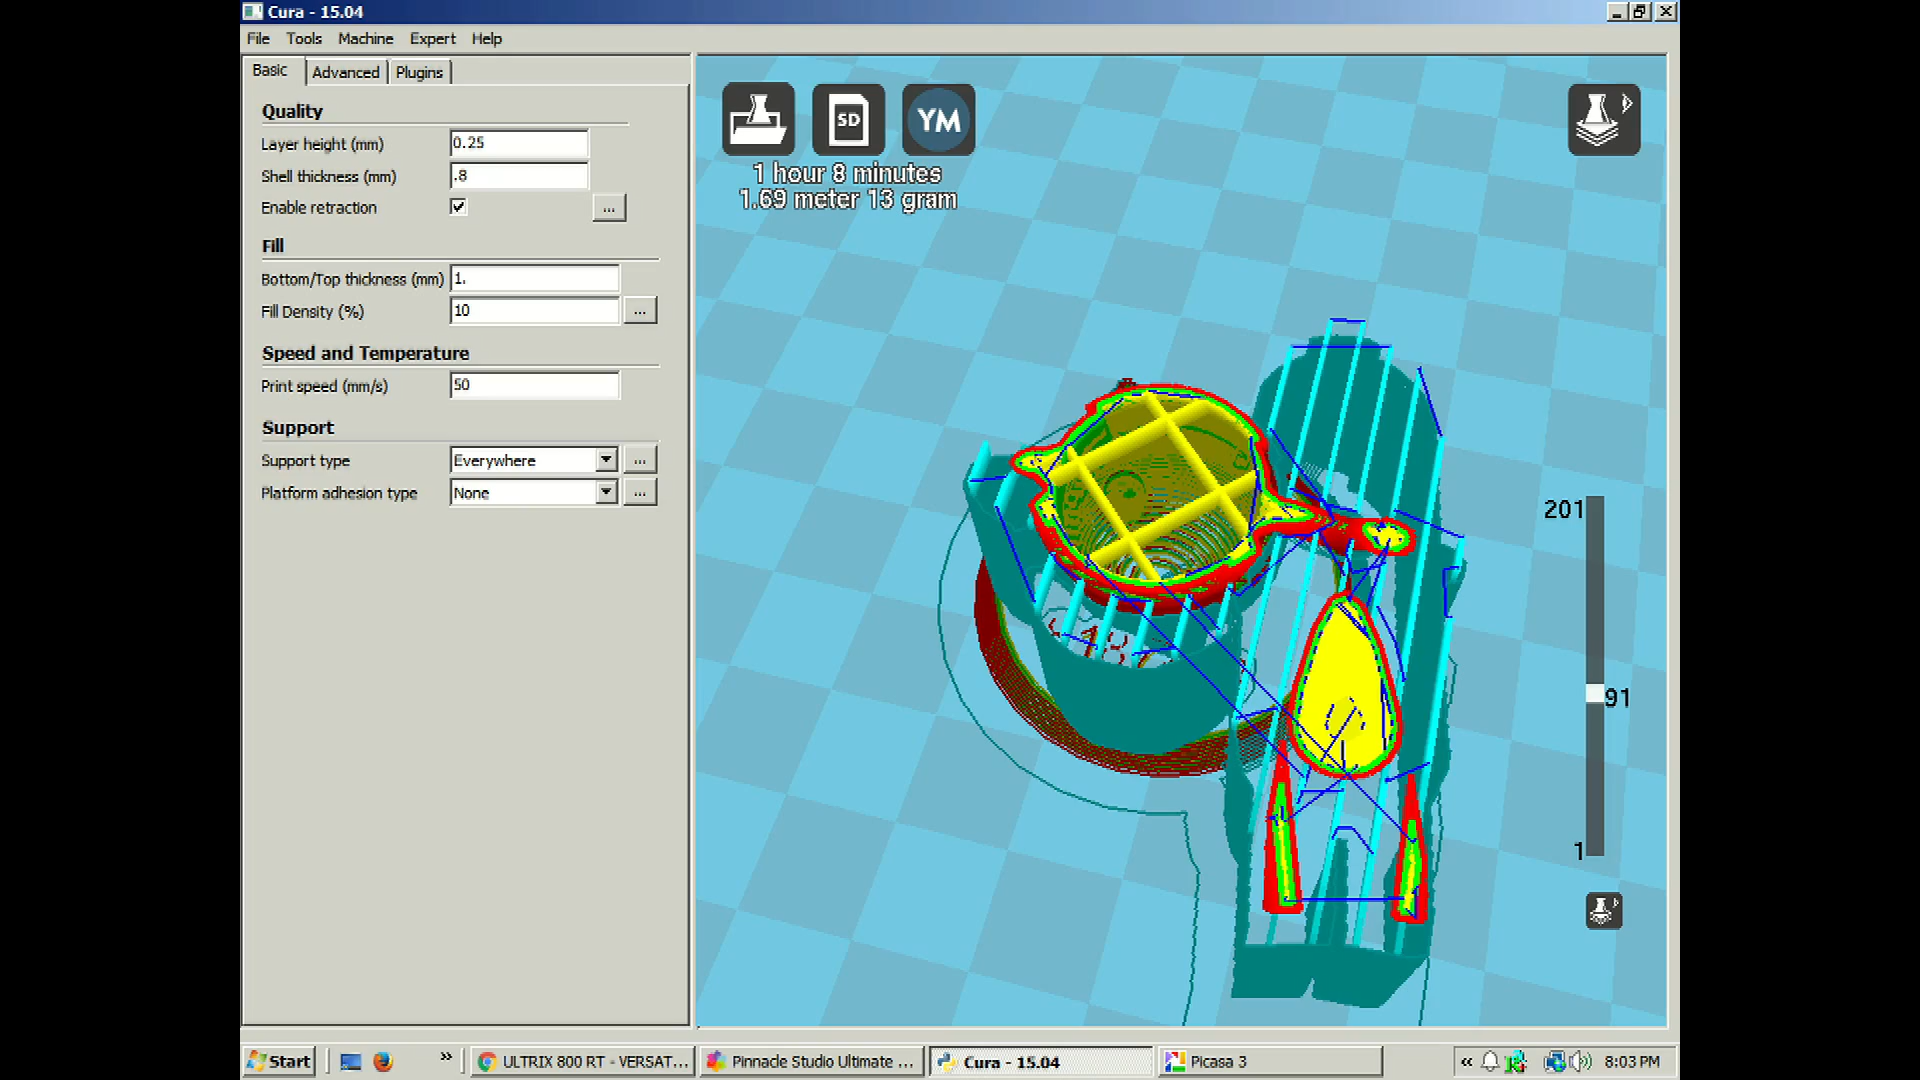 Cura - 15.04
File Tools Machine Expert Help
Basic Advanced Plugins
Quality
Layer height (mm) 0.25
Shell thickness (mm) .8
Enable retraction ...
Fill
Bottom/Top thickness (mm) 1.
Fill Density (%) 10 ...
Speed and Temperature
Print speed (mm/s) 50
Support
Support type Everywhere ...
Platform adhesion type None ...
SD YM
1 hour 8 minutes
1.69 meter 13 gram
201
91
1
Start » ULTRIX 800 RT - VERSAT... Pinnacle Studio Ultimate ... Cura - 15.04 Picasa 3 « 8:03 PM